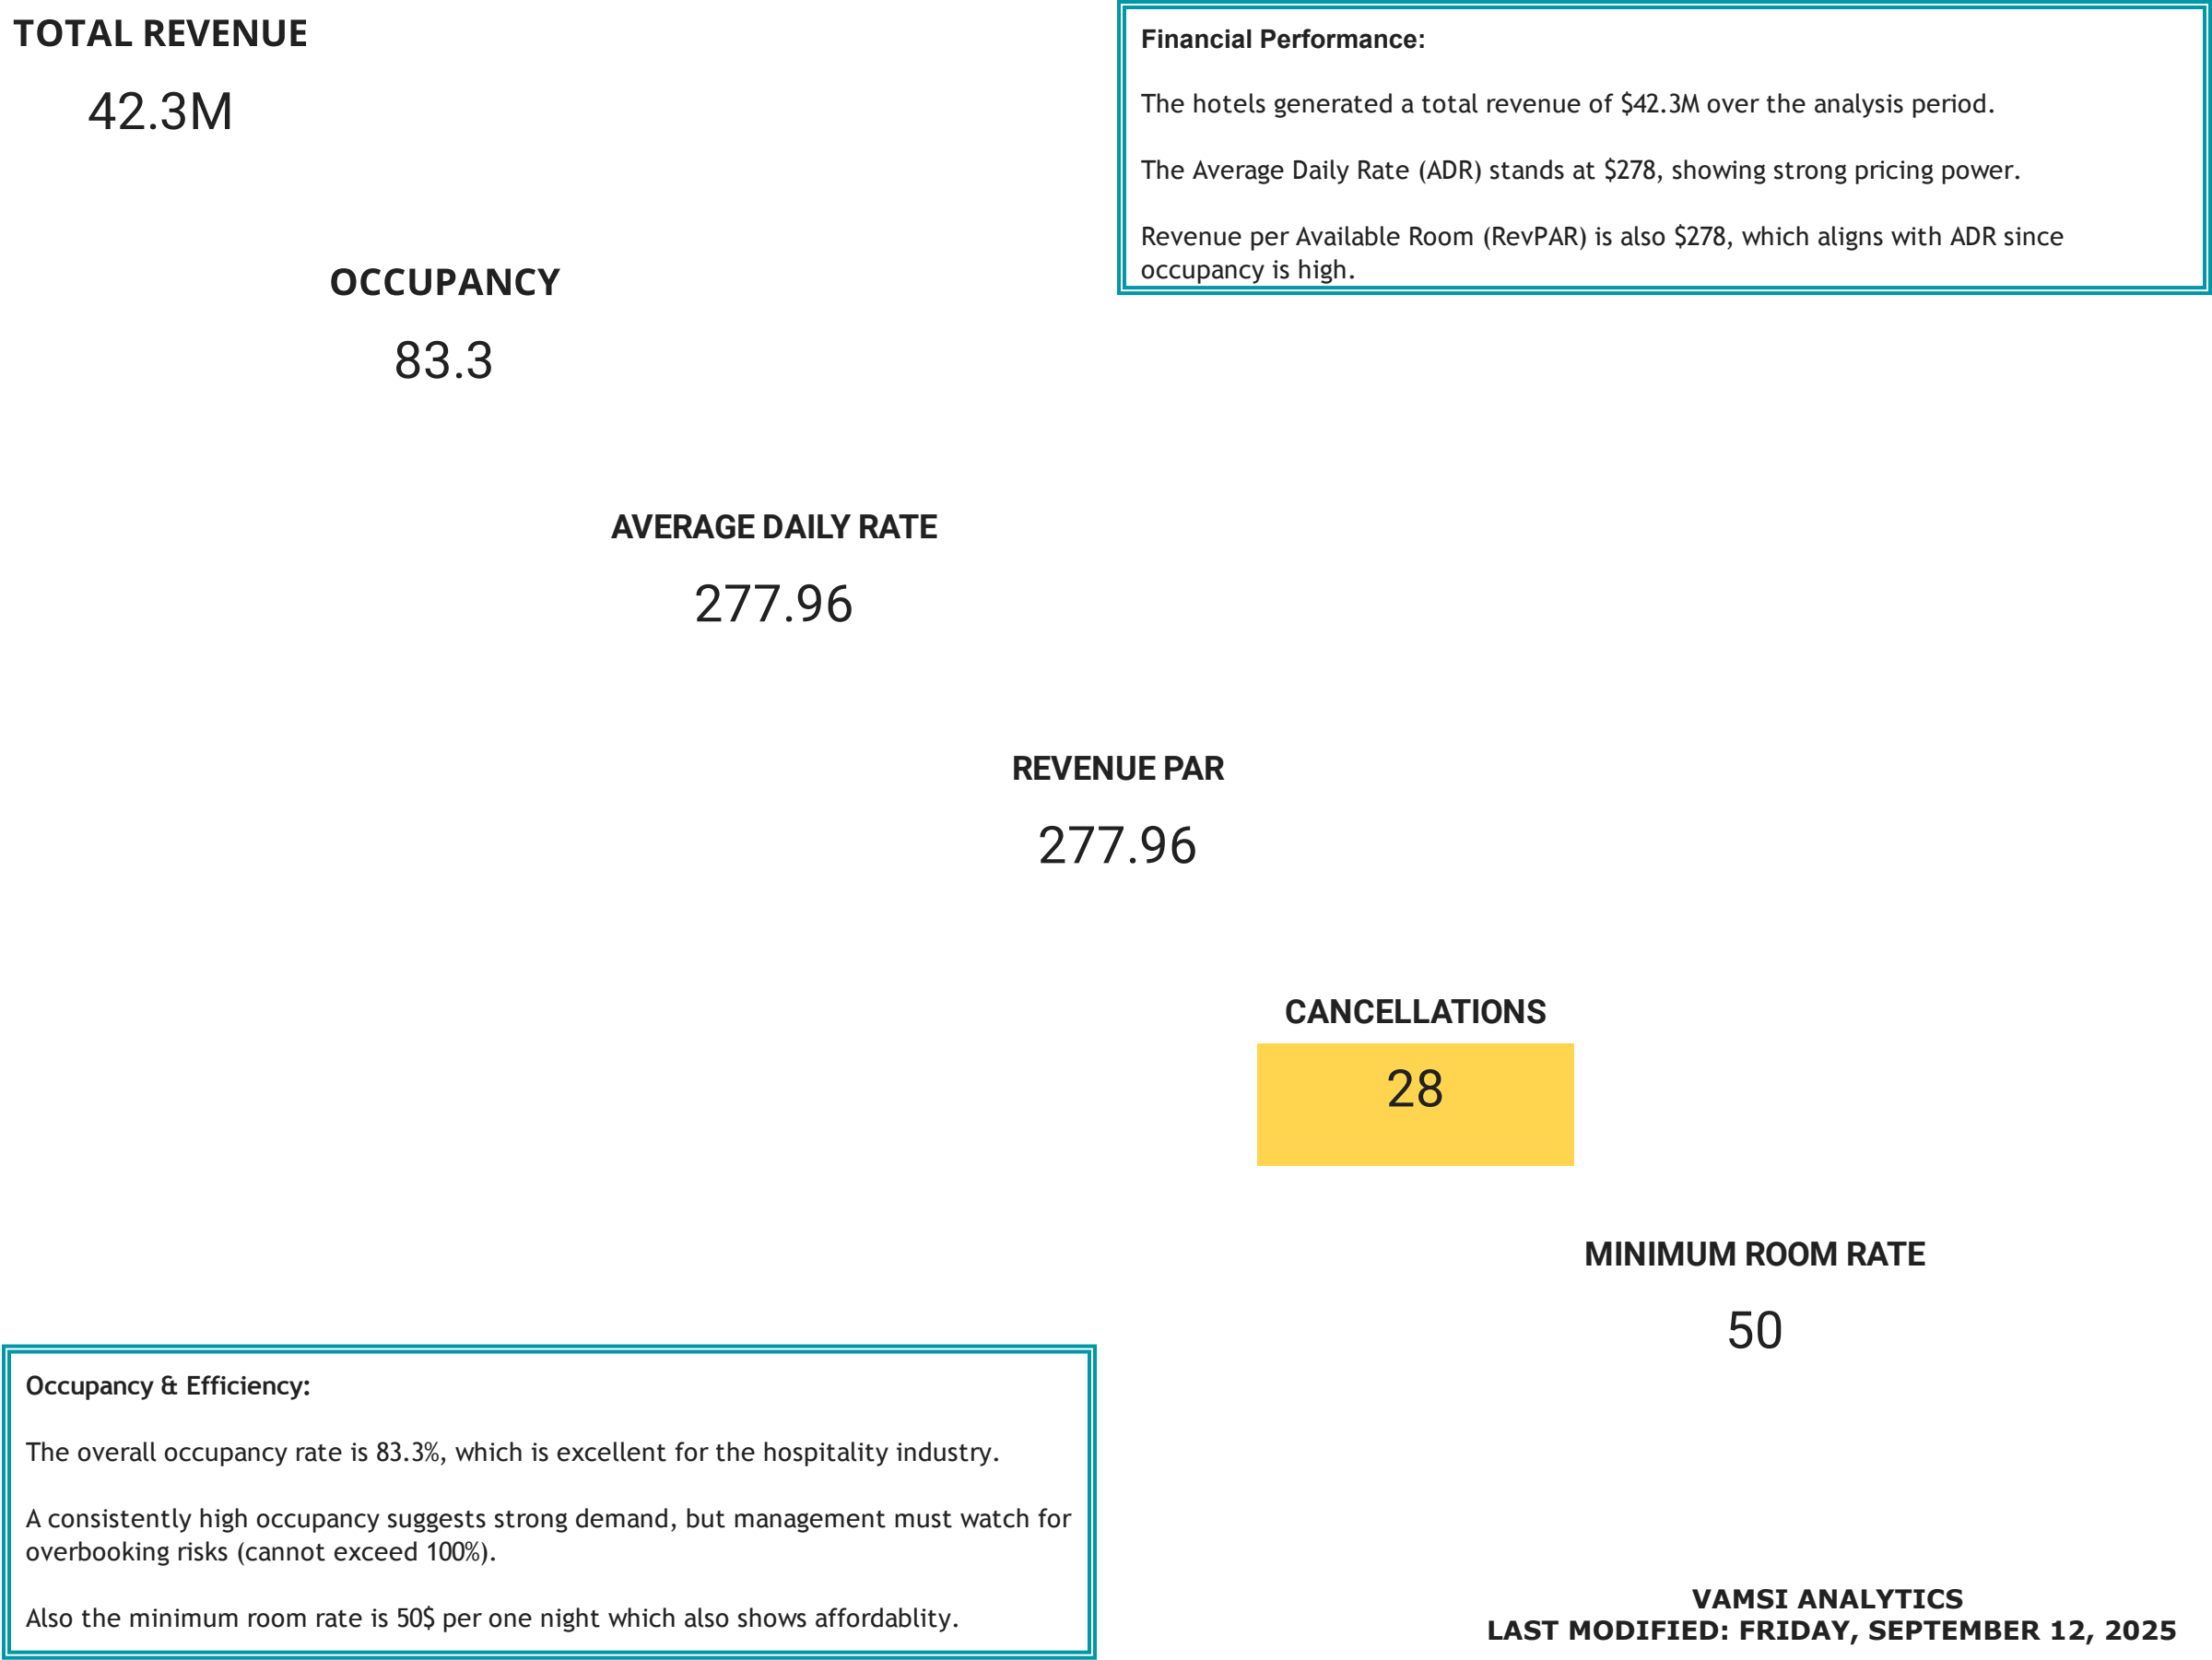 TOTAL REVENUE
42.3M
Financial Performance:
The hotels generated a total revenue of $42.3M over the analysis period.
The Average Daily Rate (ADR) stands at $278, showing strong pricing power.
Revenue per Available Room (RevPAR) is also $278, which aligns with ADR since
occupancy is high.
OCCUPANCY
83.3
AVERAGE DAILY RATE
277.96
REVENUE PAR
277.96
CANCELLATIONS
28
MINIMUM ROOM RATE
50
Occupancy & Efficiency:
The overall occupancy rate is 83.3%, which is excellent for the hospitality industry.
A consistently high occupancy suggests strong demand, but management must watch for
overbooking risks (cannot exceed 100%).
Also the minimum room rate is 50$ per one night which also shows affordablity.
VAMSI ANALYTICS
LAST MODIFIED: FRIDAY, SEPTEMBER 12, 2025